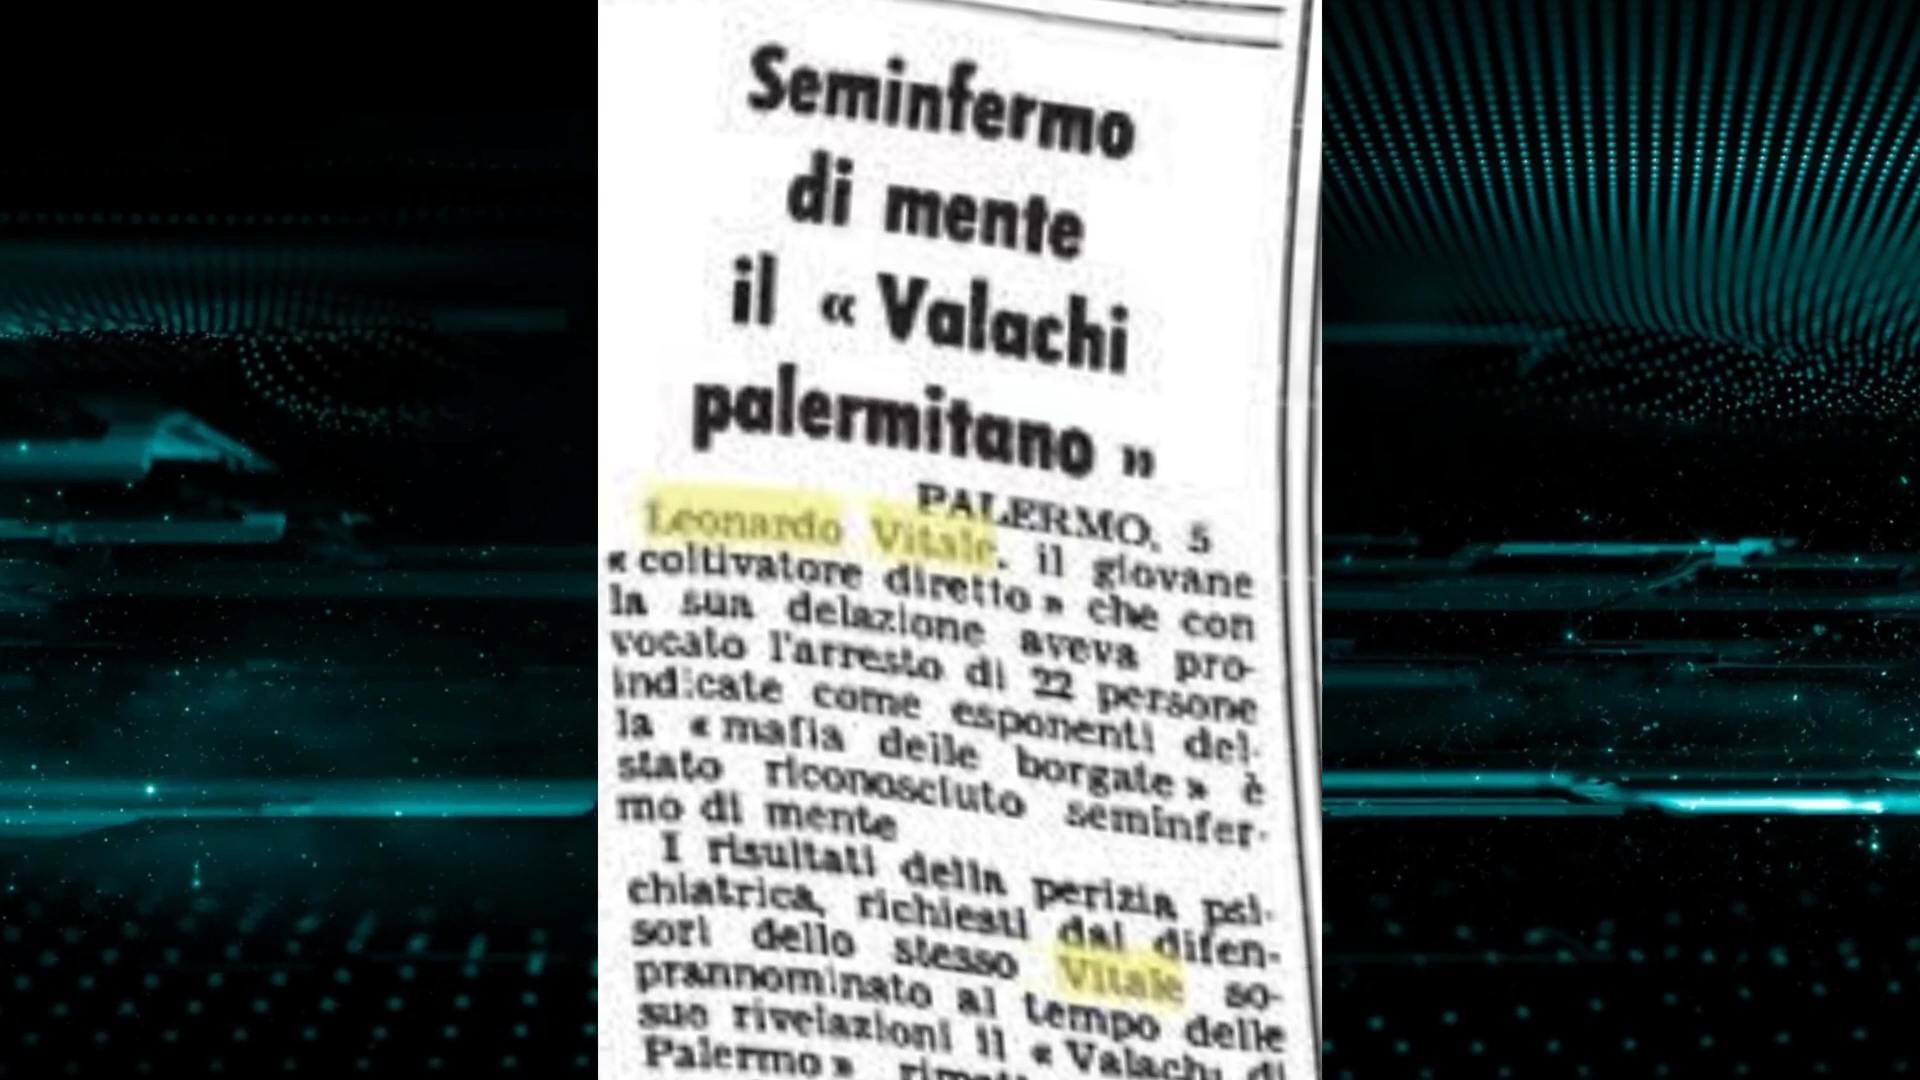 Seminfermo
di mente
il « Valachi
palermitano »
PALERMO, 5
Leonardo Vitale, il giovane
« coltivatore diretto » che con
la sua delazione aveva pro-
vocato l'arresto di 22 persone
indicate come esponenti del-
la « mafia delle borgate » è
stato riconosciuto seminfer-
mo di mente
I risultati della perizia psi-
chiatrica, richiesti dai difen-
sori dello stesso Vitale so-
prannominato al tempo delle
sue rivelazioni il « Valachi di
Palermo »